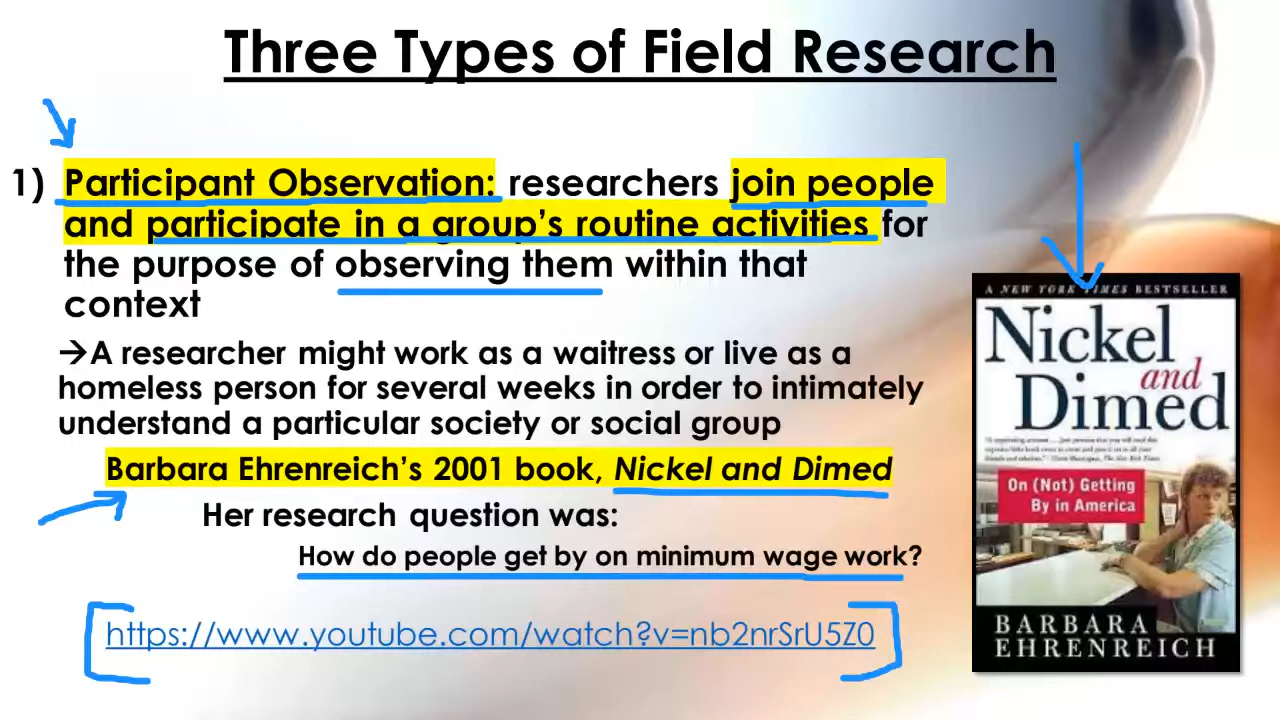 Three Types of Field Research
1) Participant Observation: researchers join people
and participate in a group's routine activities for
the purpose of observing them within that
context
→A researcher might work as a waitress or live as a
homeless person for several weeks in order to intimately
understand a particular society or social group
Barbara Ehrenreich's 2001 book, Nickel and Dimed
Her research question was:
How do people get by on minimum wage work?
https://www.youtube.com/watch?v=nb2nrSrU5Z0
A NEW YORK TIMES BESTSELLER
Nickel
and
Dimed
On (Not) Getting
By in America
BARBARA
EHRENREICH